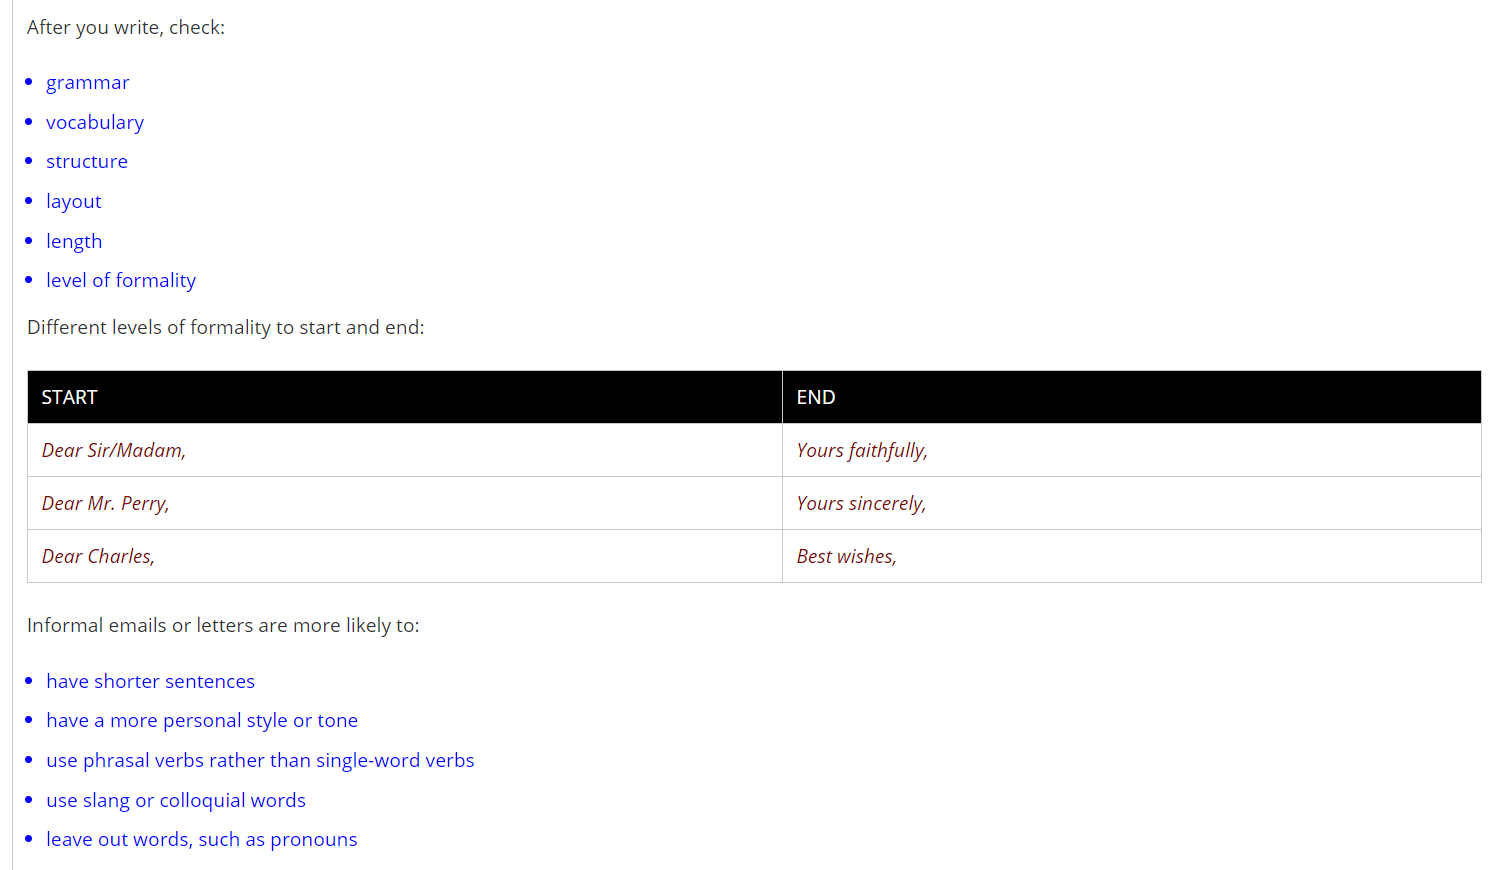 After you write, check:
grammar
vocabulary
structure
layout
length
level of formality
Different levels of formality to start and end:
START END
Dear Sir/Madam, Yours faithfully,
Dear Mr. Perry, Yours sincerely,
Dear Charles, Best wishes,
Informal emails or letters are more likely to:
have shorter sentences
have a more personal style or tone
use phrasal verbs rather than single-word verbs
use slang or colloquial words
leave out words, such as pronouns